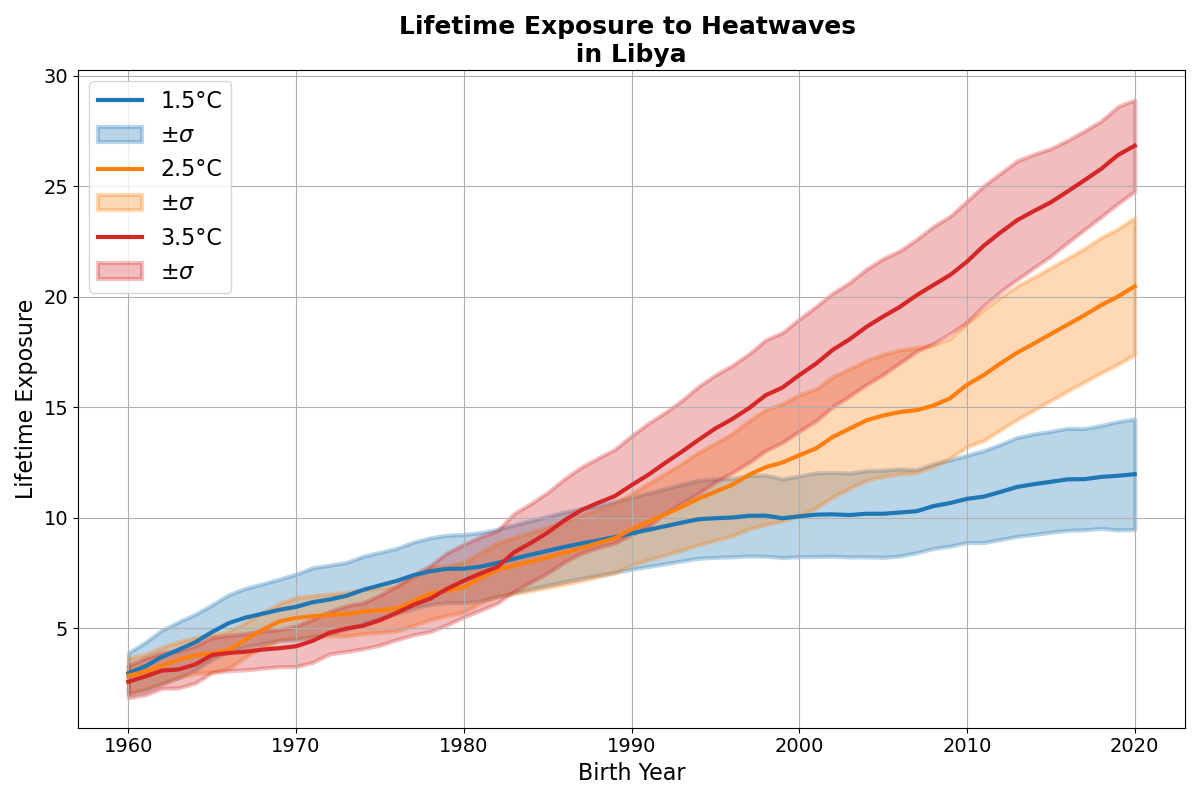 Lifetime Exposure to Heatwaves
in Libya
30
25
20
15
10
5
Lifetime Exposure
1.5°C
±σ
2.5°C
±σ
3.5°C
±σ
1960 1970 1980 1990 2000 2010 2020
Birth Year